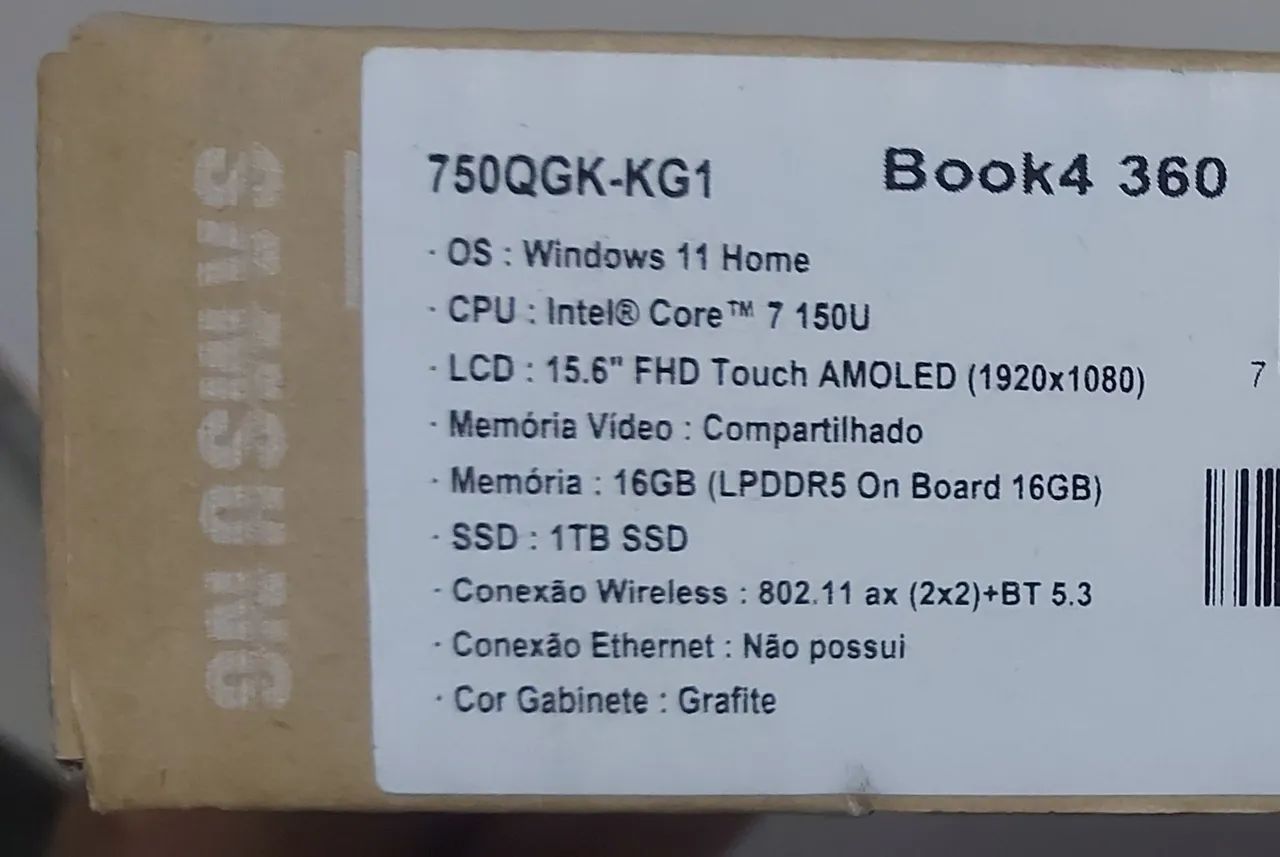 SAMSUNG
750QGK-KG1
Book4 360
· OS : Windows 11 Home
· CPU : Intel® Core™ 7 150U
· LCD : 15.6" FHD Touch AMOLED (1920x1080)
· Memória Vídeo : Compartilhado
· Memória : 16GB (LPDDR5 On Board 16GB)
· SSD : 1TB SSD
· Conexão Wireless : 802.11 ax (2x2)+BT 5.3
· Conexão Ethernet : Não possui
· Cor Gabinete : Grafite
7